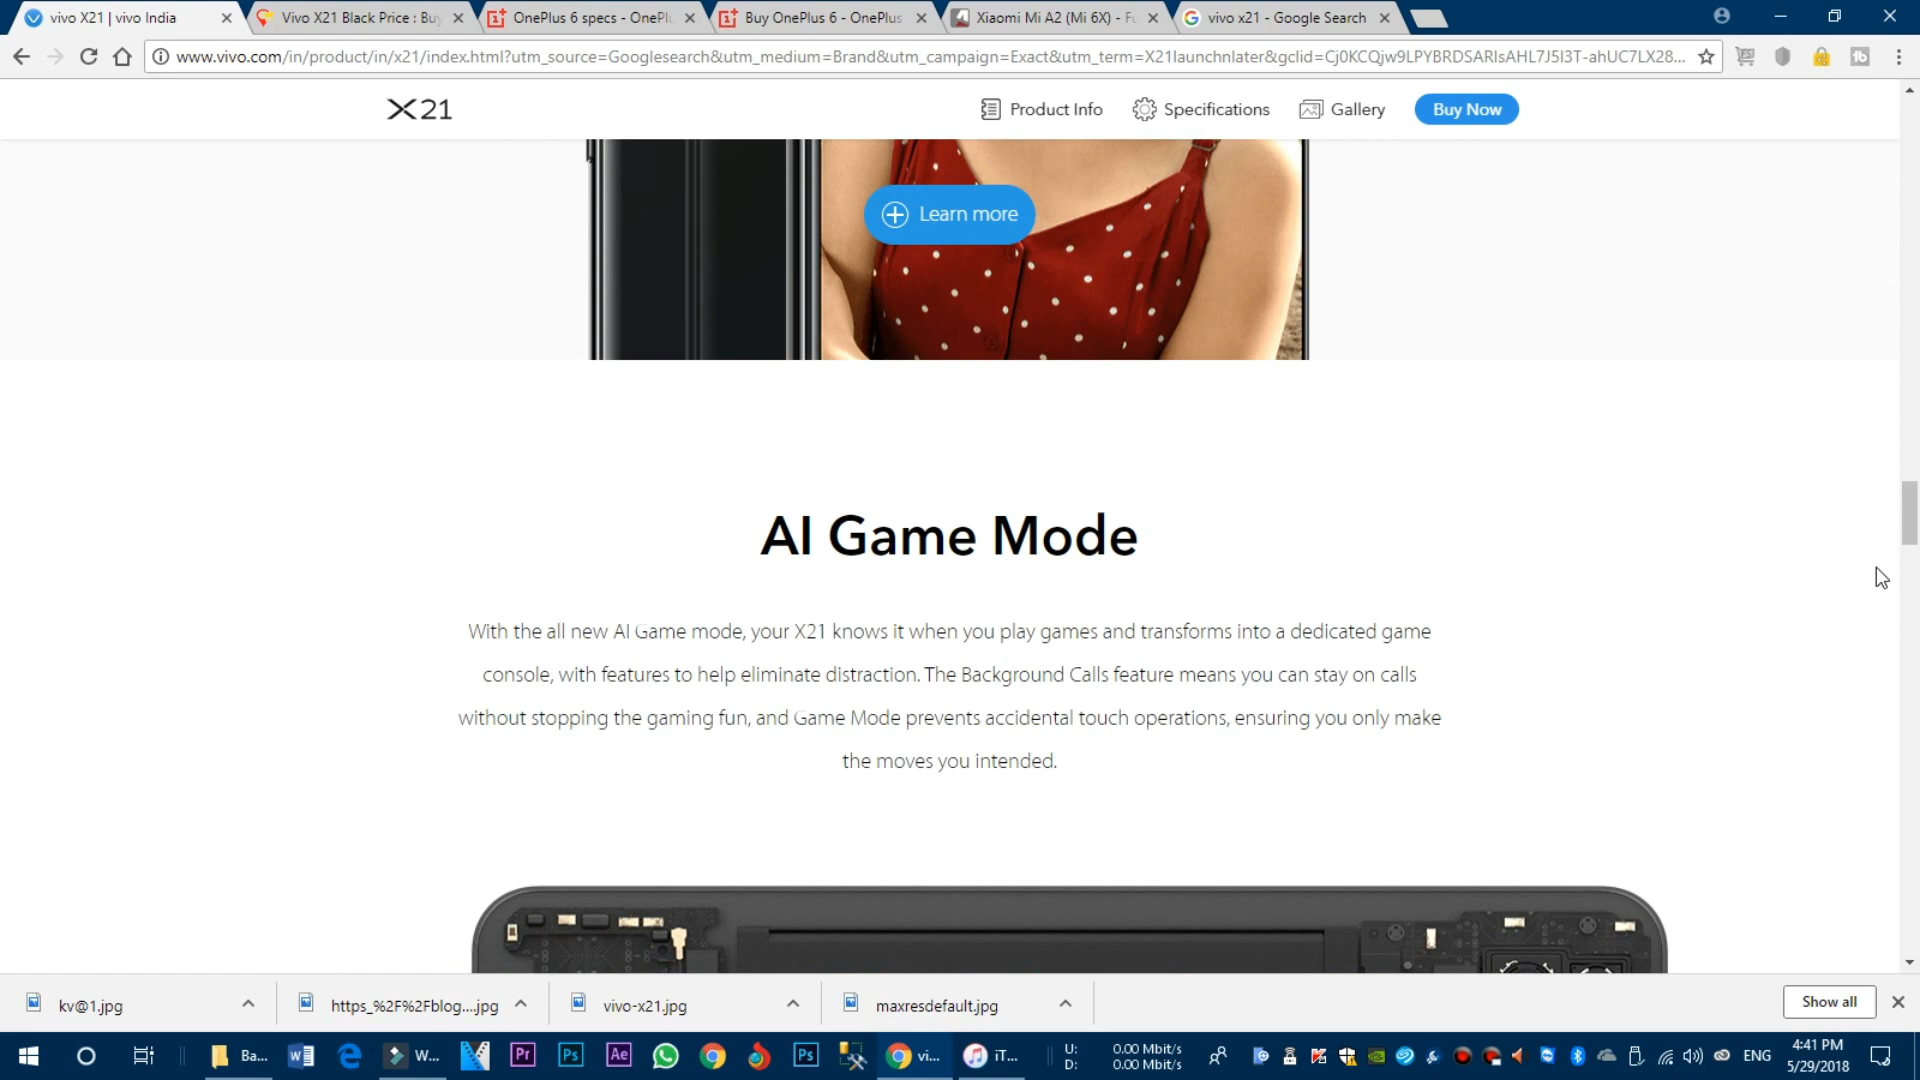 vivo X21 | vivo India
Vivo X21 Black Price : Buy
OnePlus 6 specs - OnePlu
Buy OnePlus 6 - OnePlus
Xiaomi Mi A2 (Mi 6X) - Fu
vivo x21 - Google Search
www.vivo.com/in/product/in/x21/index.html?utm_source=Googlesearch&utm_medium=Brand&utm_campaign=Exact&utm_term=X21launchnlater&gclid=Cj0KCQjw9LPYBRDSARIsAHL7J5I3T-ahUC7LX28...
X21
Product Info
Specifications
Gallery
Buy Now
Learn more
AI Game Mode
With the all new AI Game mode, your X21 knows it when you play games and transforms into a dedicated game
console, with features to help eliminate distraction. The Background Calls feature means you can stay on calls
without stopping the gaming fun, and Game Mode prevents accidental touch operations, ensuring you only make
the moves you intended.
kv@1.jpg
https_%2F%2Fblog....jpg
vivo-x21.jpg
maxresdefault.jpg
Show all
Ba...
W...
Pr
Ps
Ae
Ps
vi...
iT...
U: 0.00 Mbit/s
D: 0.00 Mbit/s
ENG
4:41 PM
5/29/2018